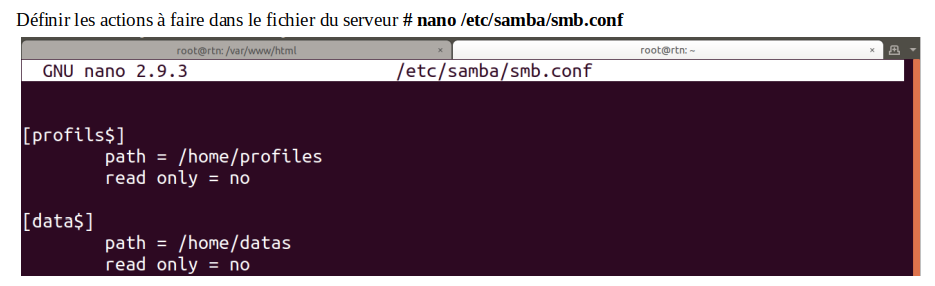 Définir les actions à faire dans le fichier du serveur # nano /etc/samba/smb.conf
root@rtn: /var/www/html × root@rtn: ~ ×
GNU nano 2.9.3 /etc/samba/smb.conf
[profils$]
path = /home/profiles
read only = no
[data$]
path = /home/datas
read only = no